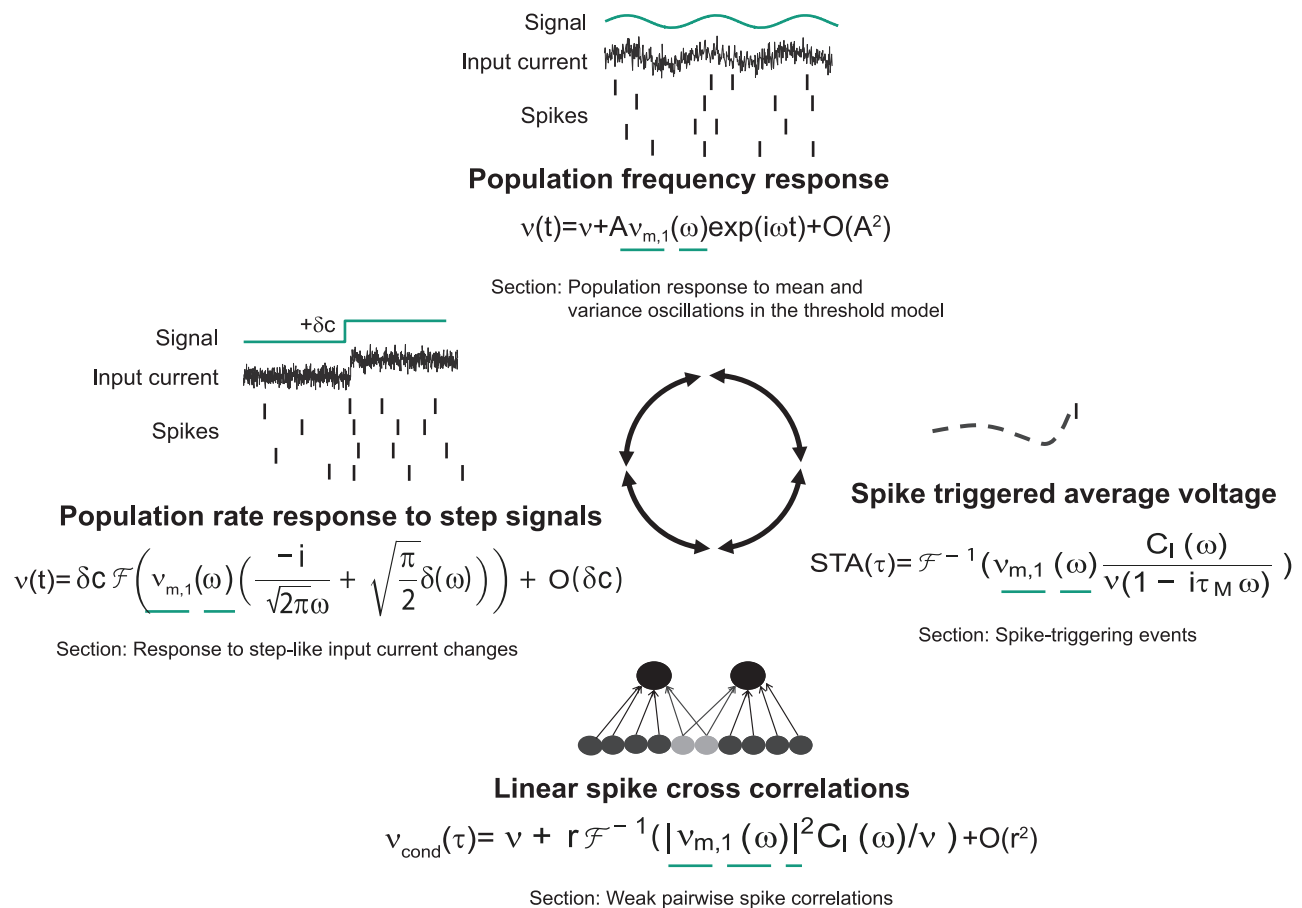 Signal
Input current
Spikes
Population frequency response
ν(t)=ν+Aν_{m,1}(ω)exp(iωt)+O(A²)
Section: Population response to mean and
variance oscillations in the threshold model
+δc
Signal
Input current
Spikes
Population rate response to step signals
ν(t)= δc ℱ(ν_{m,1}(ω)(−i/√2πω + √(π/2) δ(ω))) + O(δc)
Section: Response to step-like input current changes
Spike triggered average voltage
STA(τ)= ℱ⁻¹(ν_{m,1}(ω) C_I(ω)/ν(1 − iτ_M ω))
Section: Spike-triggering events
Linear spike cross correlations
ν_{cond}(τ)= ν + r ℱ⁻¹(|ν_{m,1}(ω)|² C_I(ω)/ν) +O(r²)
Section: Weak pairwise spike correlations